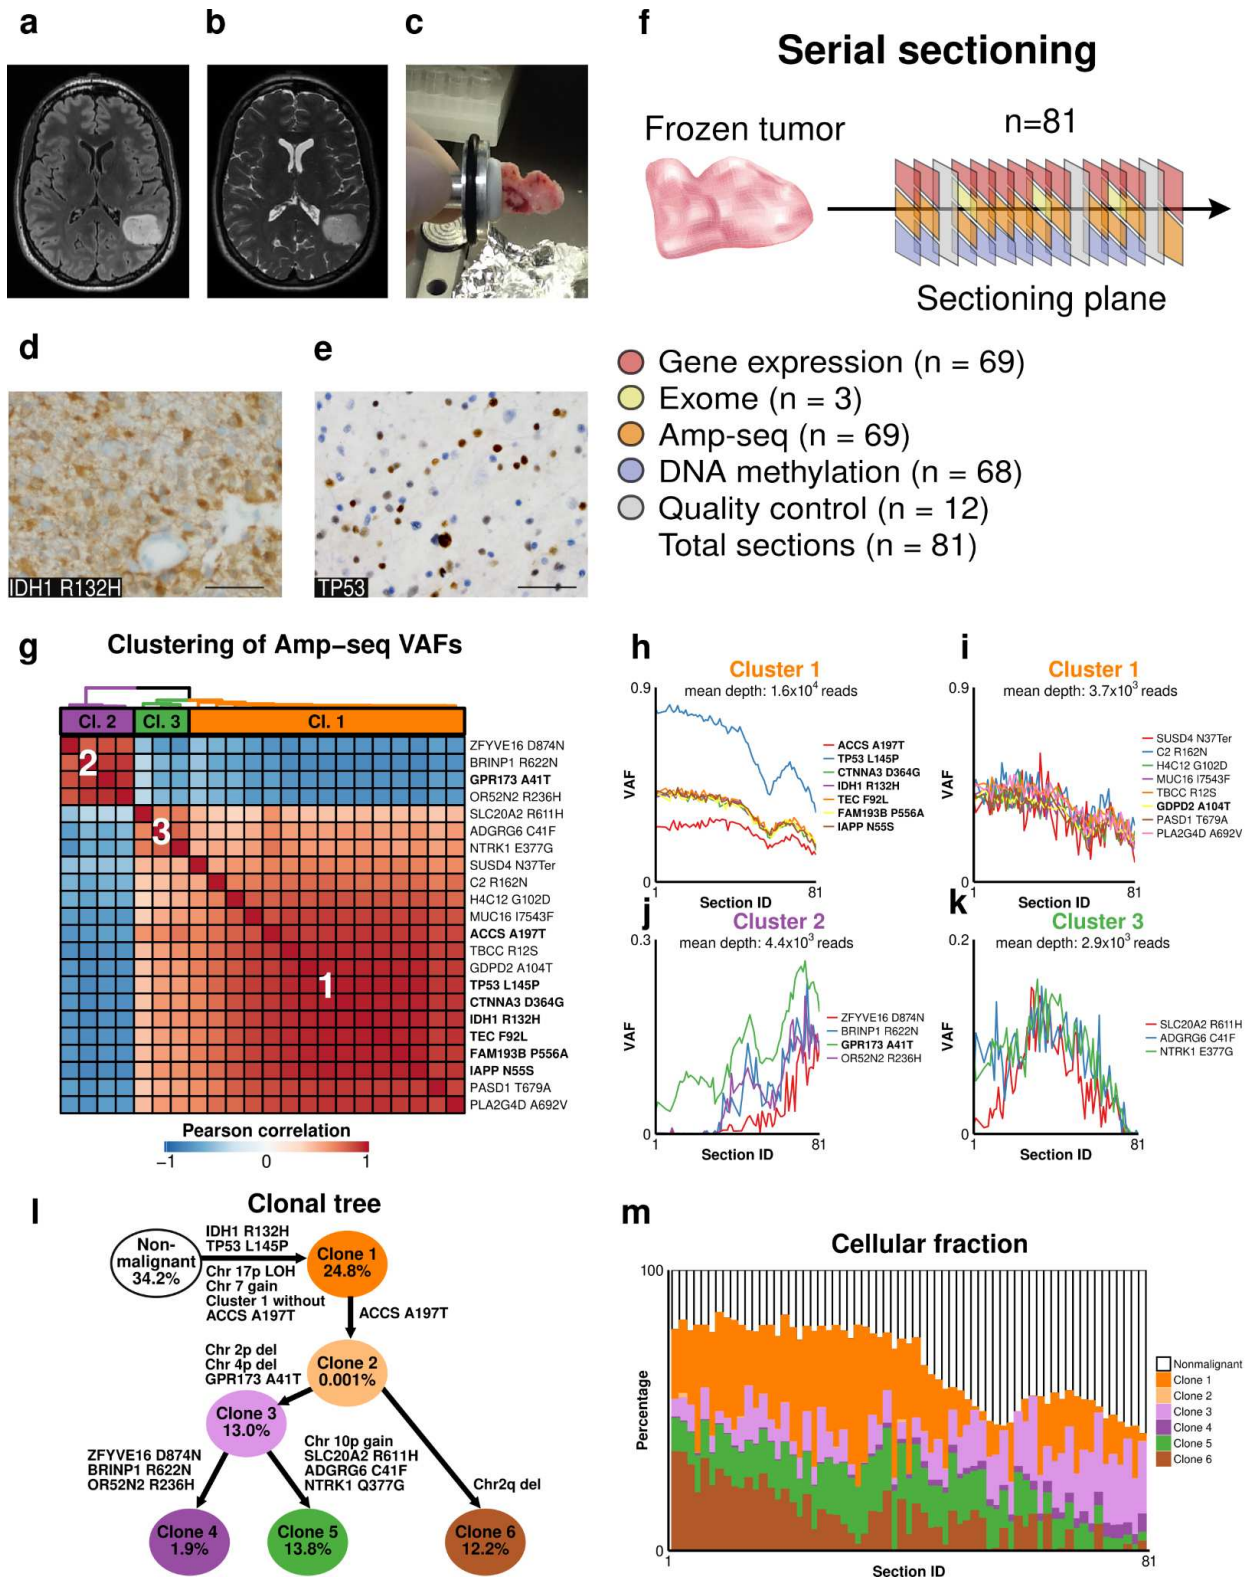 a
b
c
f
Serial sectioning
Frozen tumor
n=81
Sectioning plane
Gene expression (n = 69)
Exome (n = 3)
Amp-seq (n = 69)
DNA methylation (n = 68)
Quality control (n = 12)
Total sections (n = 81)
d
e
IDH1 R132H
TP53
g
Clustering of Amp−seq VAFs
Cl. 2
Cl. 3
Cl. 1
2
3
1
ZFYVE16 D874N
BRINP1 R622N
GPR173 A41T
OR52N2 R236H
SLC20A2 R611H
ADGRG6 C41F
NTRK1 E377G
SUSD4 N37Ter
C2 R162N
H4C12 G102D
MUC16 I7543F
ACCS A197T
TBCC R12S
GDPD2 A104T
TP53 L145P
CTNNA3 D364G
IDH1 R132H
TEC F92L
FAM193B P556A
IAPP N55S
PASD1 T679A
PLA2G4D A692V
Pearson correlation
−1
0
1
h
Cluster 1
mean depth: 1.6x10⁴ reads
0.9
VAF
0
1
81
Section ID
ACCS A197T
TP53 L145P
CTNNA3 D364G
IDH1 R132H
TEC F92L
FAM193B P556A
IAPP N55S
i
Cluster 1
mean depth: 3.7x10³ reads
0.9
VAF
0
1
81
Section ID
SUSD4 N37Ter
C2 R162N
H4C12 G102D
MUC16 I7543F
TBCC R12S
GDPD2 A104T
PASD1 T679A
PLA2G4D A692V
j
Cluster 2
mean depth: 4.4x10³ reads
0.3
VAF
0
1
81
Section ID
ZFYVE16 D874N
BRINP1 R622N
GPR173 A41T
OR52N2 R236H
k
Cluster 3
mean depth: 2.9x10³ reads
0.2
VAF
0
1
81
Section ID
SLC20A2 R611H
ADGRG6 C41F
NTRK1 E377G
l
Clonal tree
Non-
malignant
34.2%
IDH1 R132H
TP53 L145P
Chr 17p LOH
Chr 7 gain
Cluster 1 without
ACCS A197T
Clone 1
24.8%
ACCS A197T
Clone 2
0.001%
Chr 2p del
Chr 4p del
GPR173 A41T
Clone 3
13.0%
ZFYVE16 D874N
BRINP1 R622N
OR52N2 R236H
Chr 10p gain
SLC20A2 R611H
ADGRG6 C41F
NTRK1 Q377G
Chr2q del
Clone 4
1.9%
Clone 5
13.8%
Clone 6
12.2%
m
Cellular fraction
100
Percentage
0
1
81
Section ID
Nonmalignant
Clone 1
Clone 2
Clone 3
Clone 4
Clone 5
Clone 6